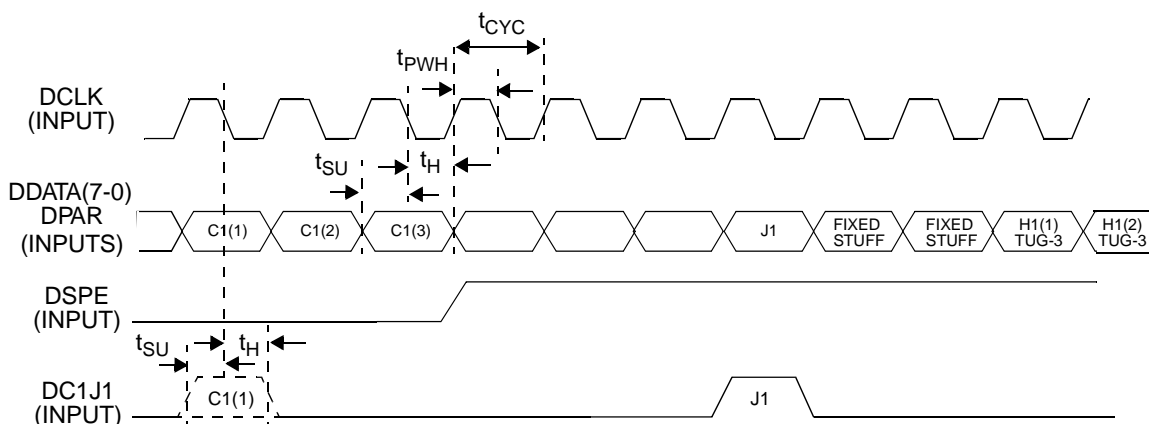 tCYC
tPWH
DCLK
(INPUT)
tSU
tH
DDATA(7-0)
DPAR
(INPUTS)
C1(1)
C1(2)
C1(3)
J1
FIXED
STUFF
FIXED
STUFF
H1(1)
TUG-3
H1(2)
TUG-3
DSPE
(INPUT)
tSU
tH
DC1J1
(INPUT)
C1(1)
J1